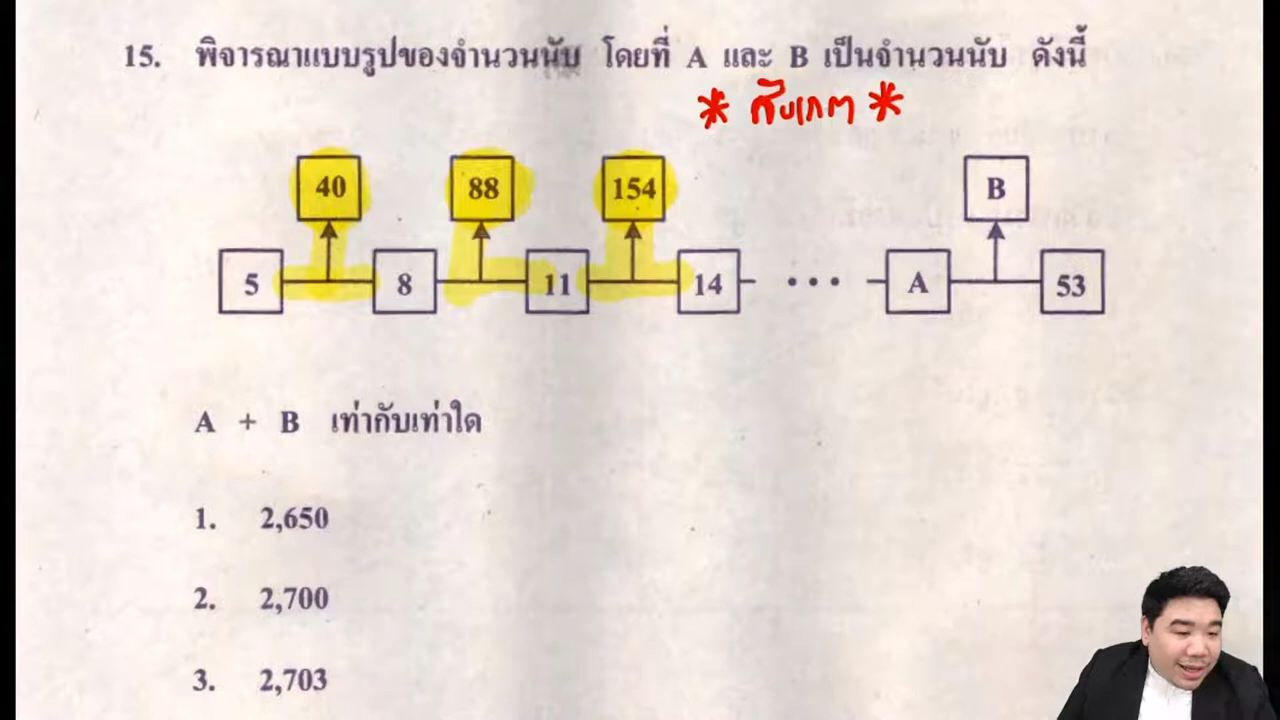 15. พิจารณาแบบรูปของจำนวนนับ โดยที่ A และ B เป็นจำนวนนับ ดังนี้
* สังเกต *
40 88 154 B
5 8 11 14 ... A 53
A + B เท่ากับเท่าใด
1. 2,650
2. 2,700
3. 2,703